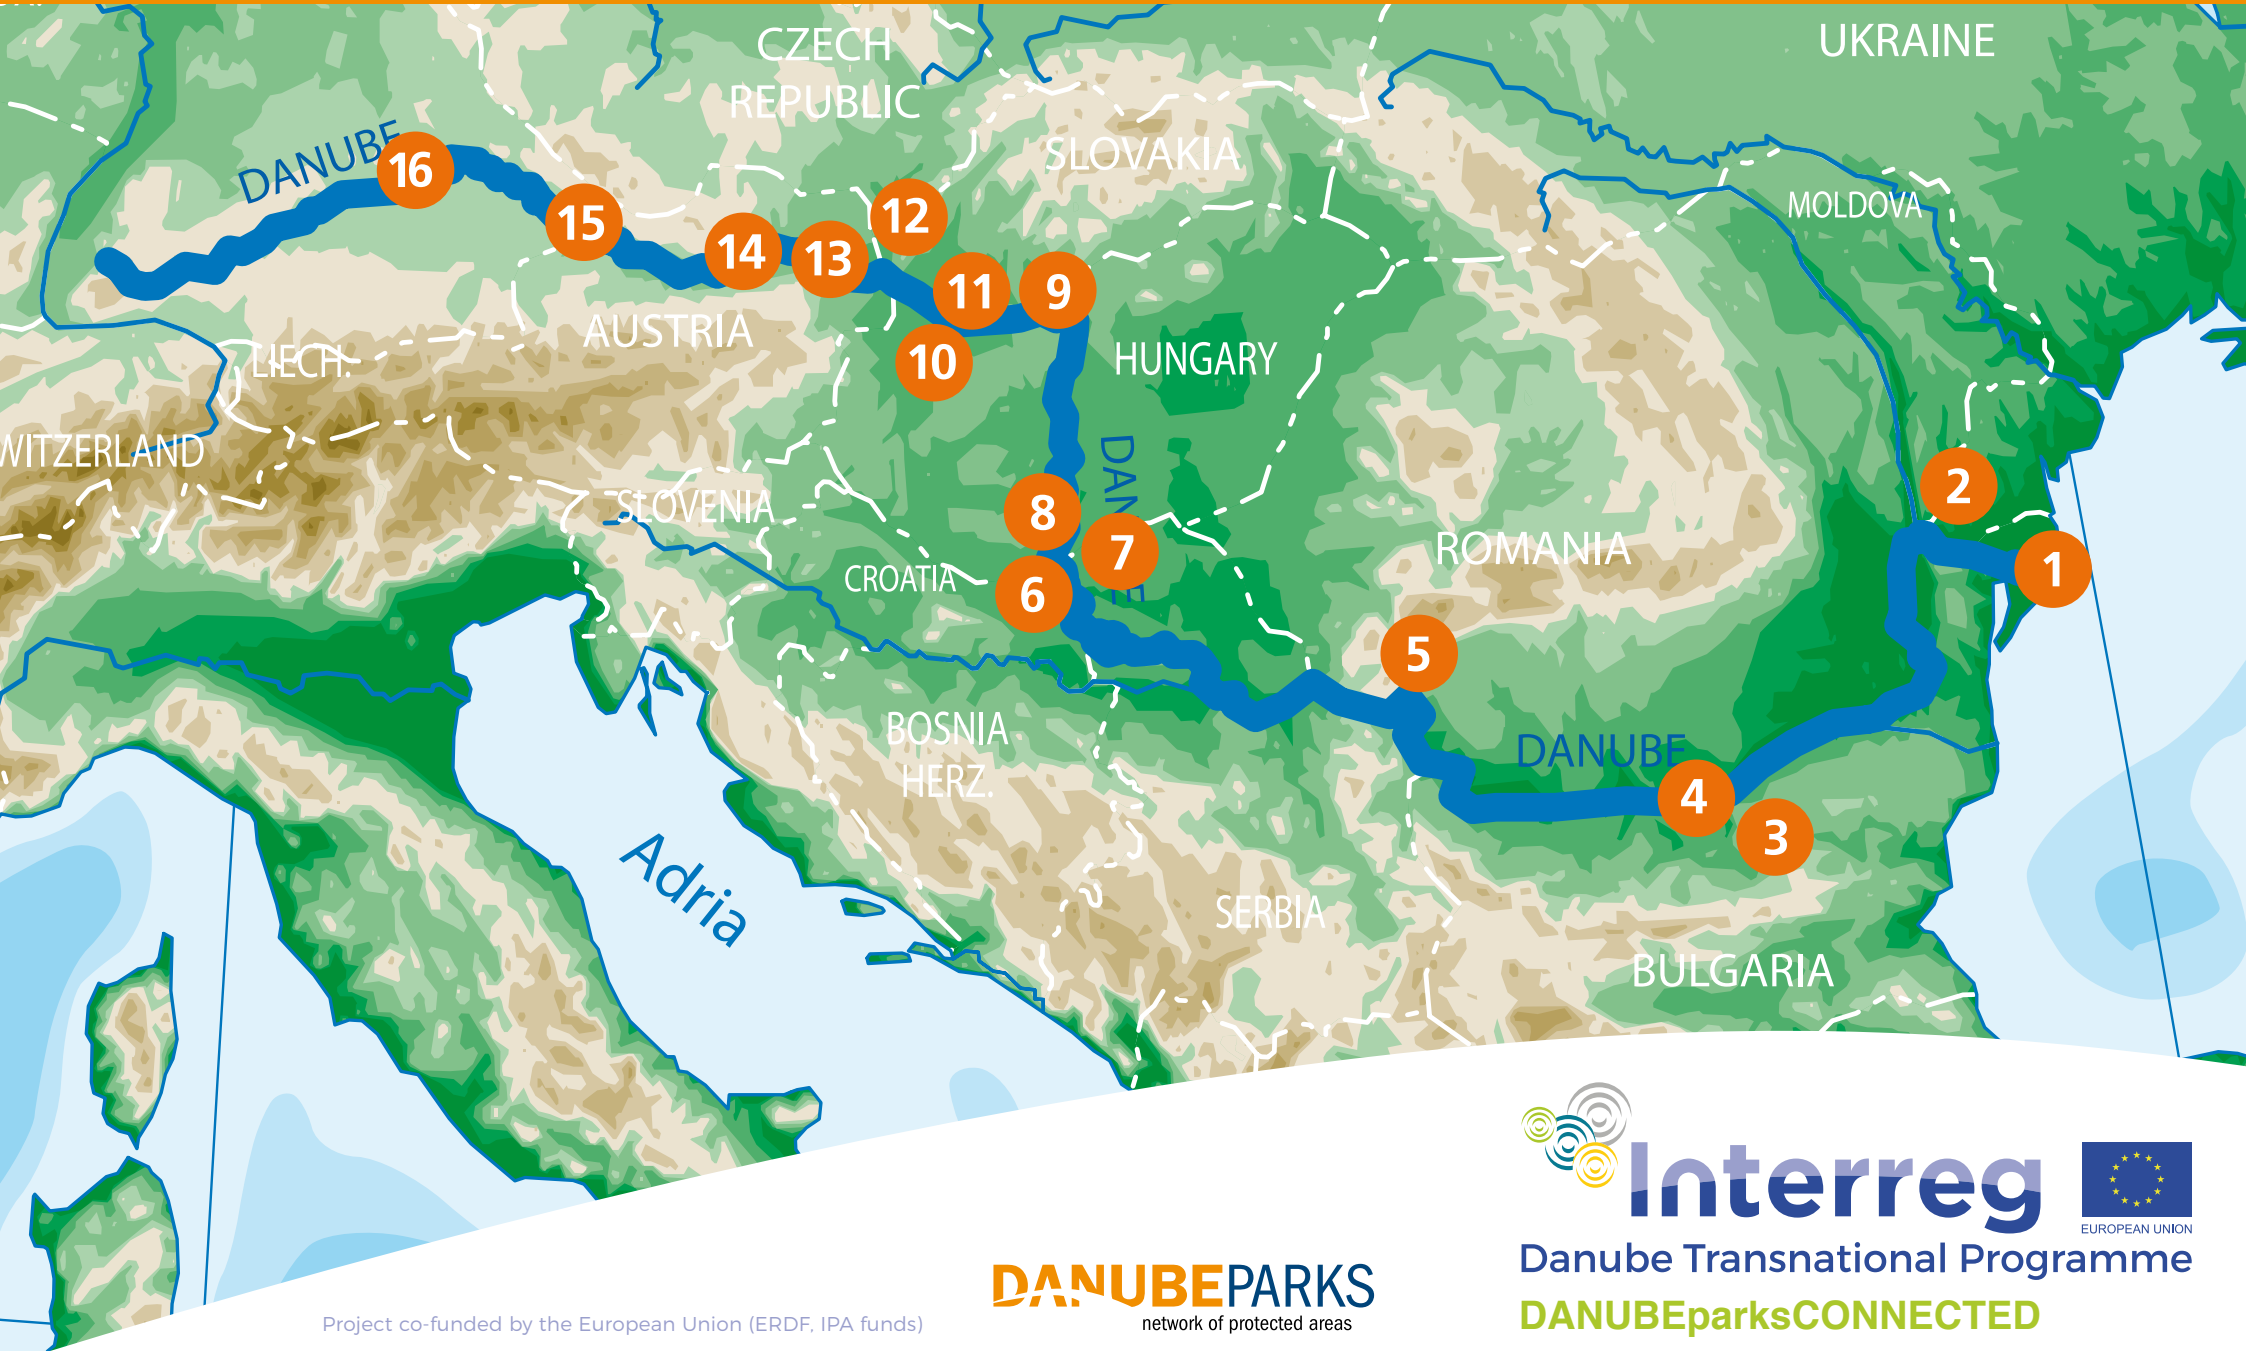 CZECH
REPUBLIC
UKRAINE
SLOVAKIA
DANUBE
16
15
14
13
12
11
9
10
MOLDOVA
AUSTRIA
LIECH.
HUNGARY
WITZERLAND
SLOVENIA
DANUBE
8
7
6
CROATIA
ROMANIA
2
1
5
BOSNIA
HERZ.
DANUBE
4
3
Adria
SERBIA
BULGARIA
Interreg
EUROPEAN UNION
Danube Transnational Programme
DANUBEparksCONNECTED
DANUBEPARKS
network of protected areas
Project co-funded by the European Union (ERDF, IPA funds)